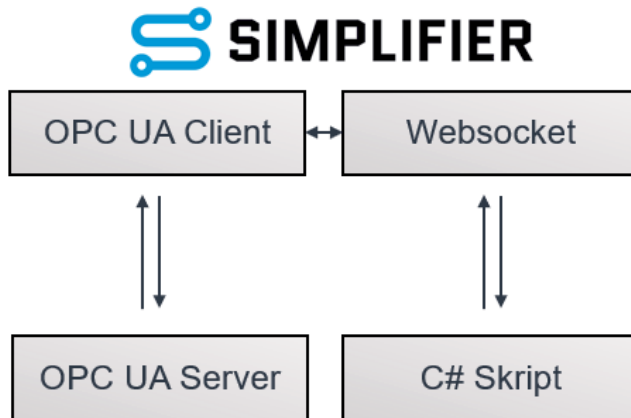 SIMPLIFIER
OPC UA Client
Websocket
OPC UA Server
C# Skript